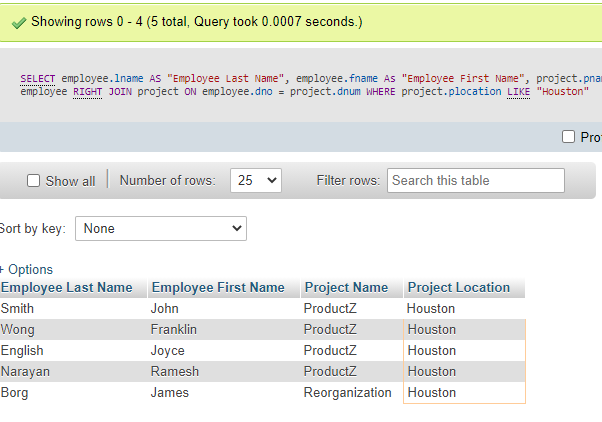 Showing rows 0 - 4 (5 total, Query took 0.0007 seconds.)
SELECT employee.lname AS "Employee Last Name", employee.fname As "Employee First Name", project.pna
employee RIGHT JOIN project ON employee.dno = project.dnum WHERE project.plocation LIKE "Houston"
Pro
Show all Number of rows: 25 Filter rows: Search this table
Sort by key: None
+ Options
Employee Last Name Employee First Name Project Name Project Location
Smith John ProductZ Houston
Wong Franklin ProductZ Houston
English Joyce ProductZ Houston
Narayan Ramesh ProductZ Houston
Borg James Reorganization Houston